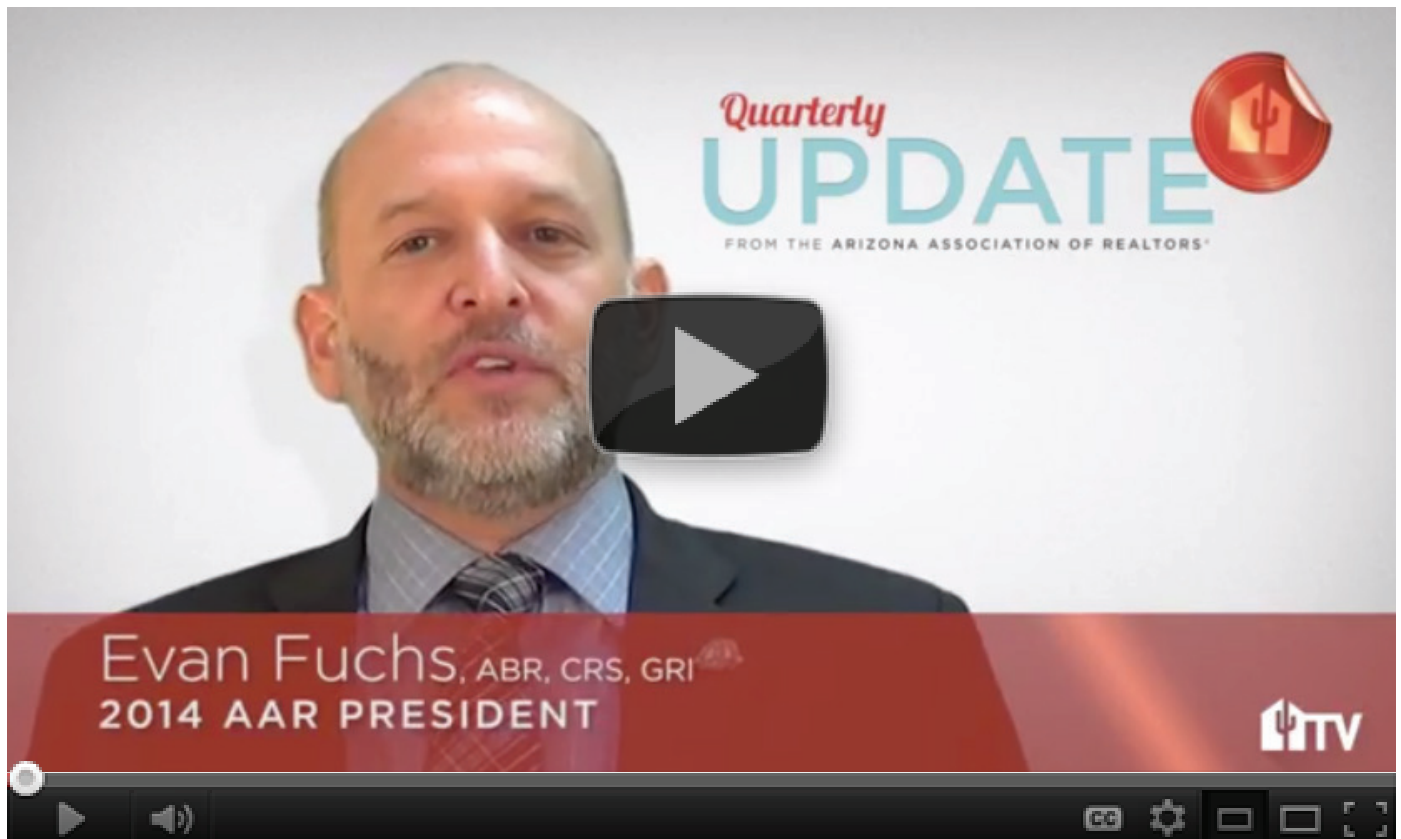 Quarterly
UPDATE
FROM THE ARIZONA ASSOCIATION OF REALTORS®
Evan Fuchs, ABR, CRS, GRI
2014 AAR PRESIDENT
TV
CC